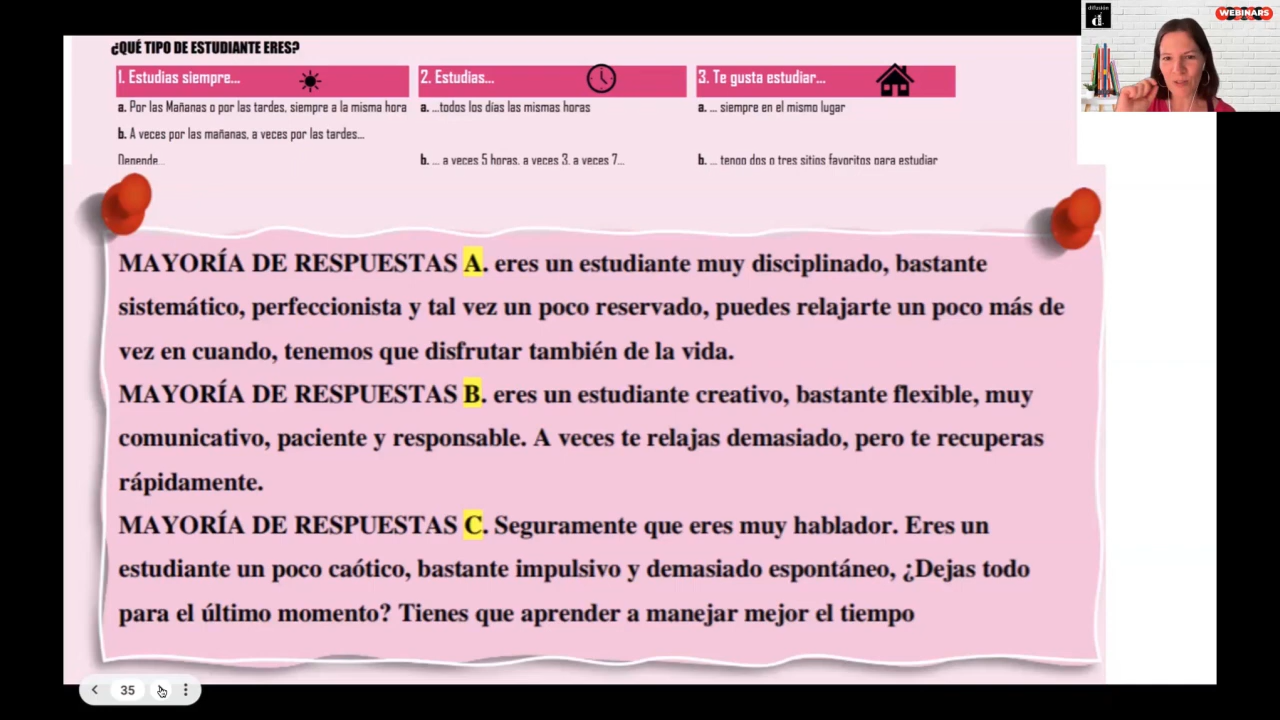 ¿QUÉ TIPO DE ESTUDIANTE ERES?
1. Estudias siempre...
a. Por las Mañanas o por las tardes, siempre a la misma hora
b. A veces por las mañanas, a veces por las tardes...
Depende...
2. Estudias...
a. ...todos los días las mismas horas
b. ... a veces 5 horas, a veces 3, a veces 7...
3. Te gusta estudiar...
a. ... siempre en el mismo lugar
b. ... tengo dos o tres sitios favoritos para estudiar
MAYORÍA DE RESPUESTAS A. eres un estudiante muy disciplinado, bastante
sistemático, perfeccionista y tal vez un poco reservado, puedes relajarte un poco más de
vez en cuando, tenemos que disfrutar también de la vida.
MAYORÍA DE RESPUESTAS B. eres un estudiante creativo, bastante flexible, muy
comunicativo, paciente y responsable. A veces te relajas demasiado, pero te recuperas
rápidamente.
MAYORÍA DE RESPUESTAS C. Seguramente que eres muy hablador. Eres un
estudiante un poco caótico, bastante impulsivo y demasiado espontáneo, ¿Dejas todo
para el último momento? Tienes que aprender a manejar mejor el tiempo
35
difusión
WEBINARS